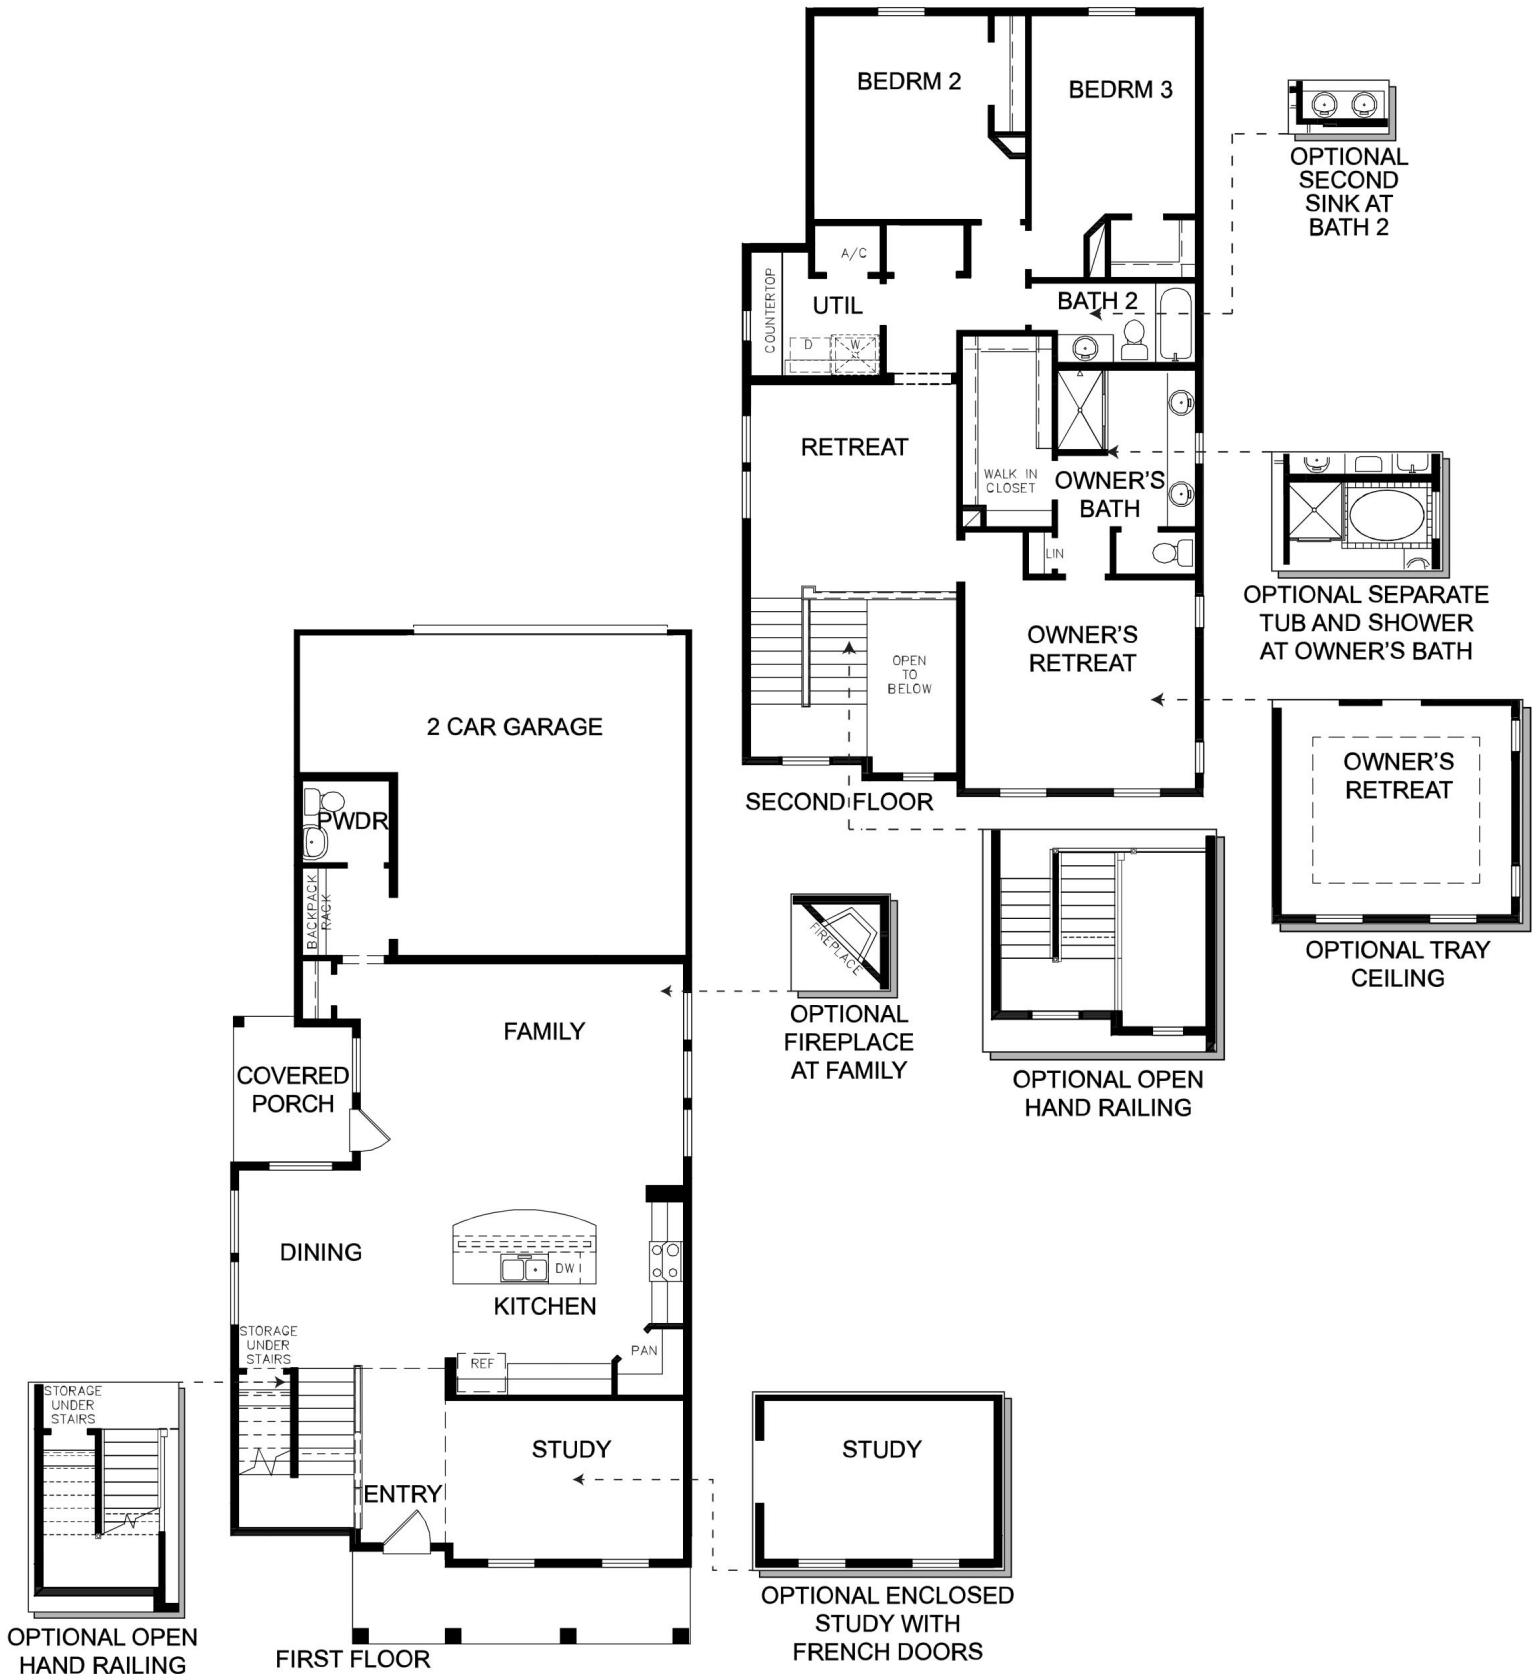 BEDRM 2
BEDRM 3
OPTIONAL
SECOND
SINK AT
BATH 2
A/C
COUNTERTOP
UTIL
BATH 2
D
W
RETREAT
WALK IN
CLOSET
OWNER'S
BATH
LIN
OPTIONAL SEPARATE
TUB AND SHOWER
AT OWNER'S BATH
OWNER'S
RETREAT
OPEN
TO
BELOW
SECOND FLOOR
OWNER'S
RETREAT
OPTIONAL TRAY
CEILING
2 CAR GARAGE
PWDR
BACKPACK
RACK
FIREPLACE
OPTIONAL
FIREPLACE
AT FAMILY
OPTIONAL OPEN
HAND RAILING
FAMILY
COVERED
PORCH
DINING
DW
KITCHEN
STORAGE
UNDER
STAIRS
REF
PAN
STORAGE
UNDER
STAIRS
STUDY
ENTRY
STUDY
OPTIONAL ENCLOSED
STUDY WITH
FRENCH DOORS
OPTIONAL OPEN
HAND RAILING
FIRST FLOOR